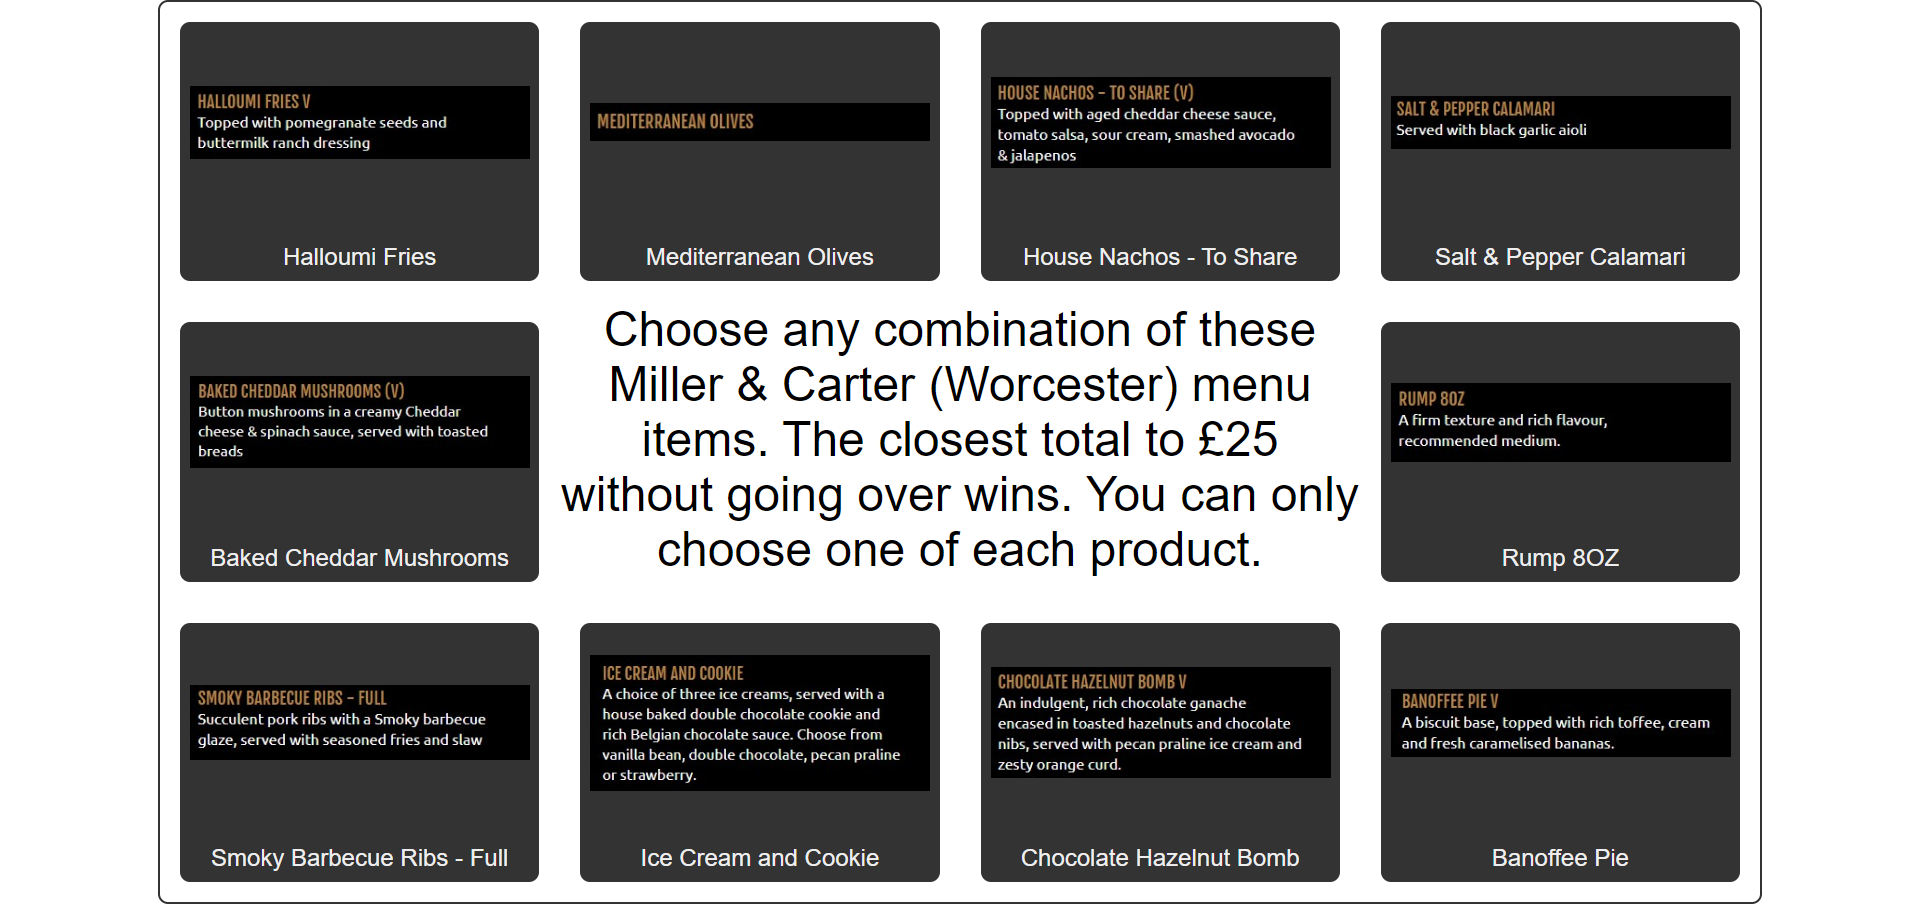 HALLOUMI FRIES V
Topped with pomegranate seeds and
buttermilk ranch dressing
Halloumi Fries
MEDITERRANEAN OLIVES
Mediterranean Olives
HOUSE NACHOS - TO SHARE (V)
Topped with aged cheddar cheese sauce,
tomato salsa, sour cream, smashed avocado
& jalapenos
House Nachos - To Share
SALT & PEPPER CALAMARI
Served with black garlic aioli
Salt & Pepper Calamari
BAKED CHEDDAR MUSHROOMS (V)
Button mushrooms in a creamy Cheddar
cheese & spinach sauce, served with toasted
breads
Baked Cheddar Mushrooms
Choose any combination of these
Miller & Carter (Worcester) menu
items. The closest total to £25
without going over wins. You can only
choose one of each product.
RUMP 8OZ
A firm texture and rich flavour,
recommended medium.
Rump 8OZ
SMOKY BARBECUE RIBS - FULL
Succulent pork ribs with a Smoky barbecue
glaze, served with seasoned fries and slaw
Smoky Barbecue Ribs - Full
ICE CREAM AND COOKIE
A choice of three ice creams, served with a
house baked double chocolate cookie and
rich Belgian chocolate sauce. Choose from
vanilla bean, double chocolate, pecan praline
or strawberry.
Ice Cream and Cookie
CHOCOLATE HAZELNUT BOMB V
An indulgent, rich chocolate ganache
encased in toasted hazelnuts and chocolate
nibs, served with pecan praline ice cream and
zesty orange curd.
Chocolate Hazelnut Bomb
BANOFFEE PIE V
A biscuit base, topped with rich toffee, cream
and fresh caramelised bananas.
Banoffee Pie